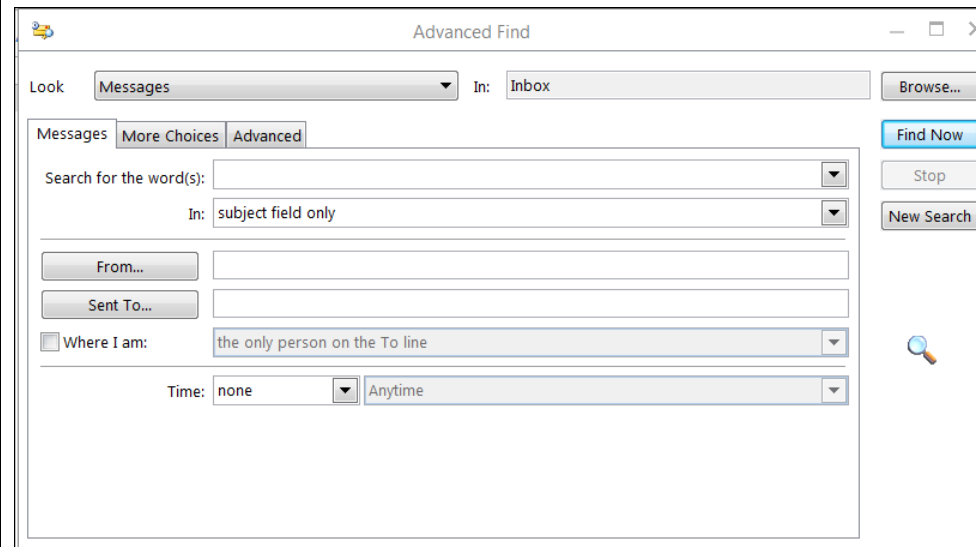 Advanced Find
Look Messages In: Inbox Browse...
Messages More Choices Advanced Find Now
Search for the word(s): Stop
In: subject field only New Search
From...
Sent To...
Where I am: the only person on the To line
Time: none Anytime